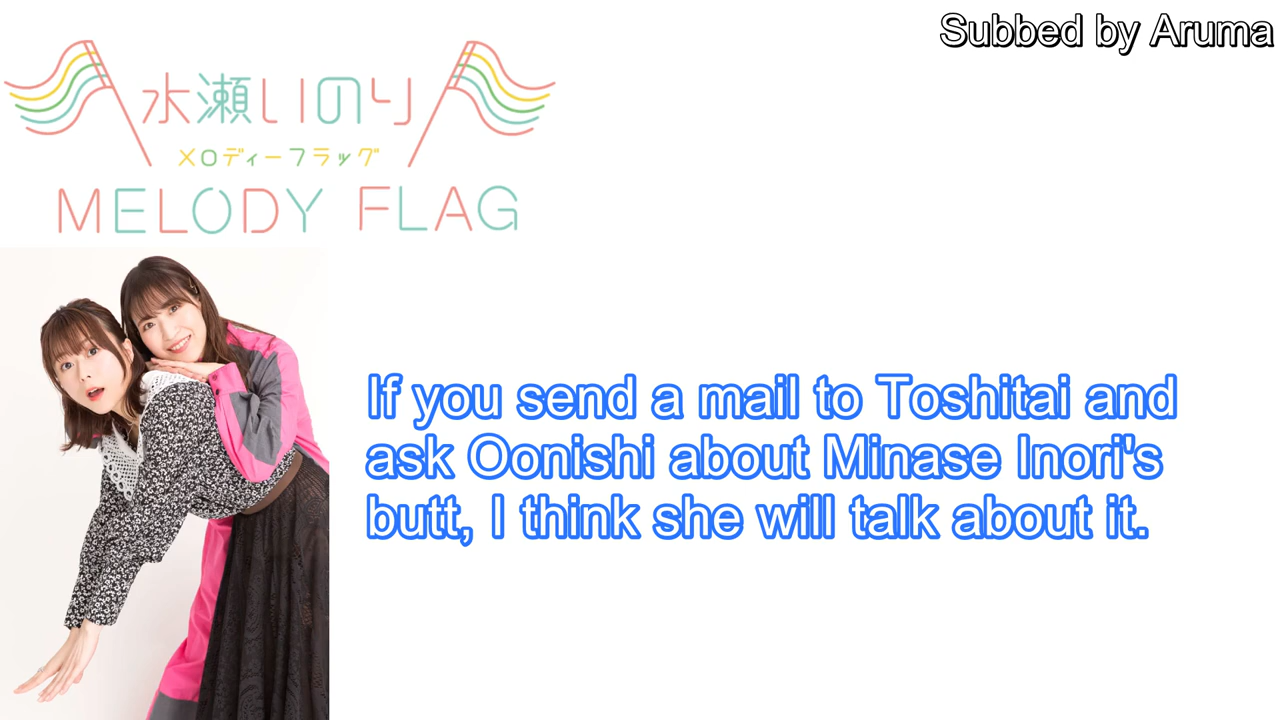 Subbed by Aruma
水瀬いのり
メロディーフラッグ
MELODY FLAG
If you send a mail to Toshitai and
ask Oonishi about Minase Inori's
butt, I think she will talk about it.